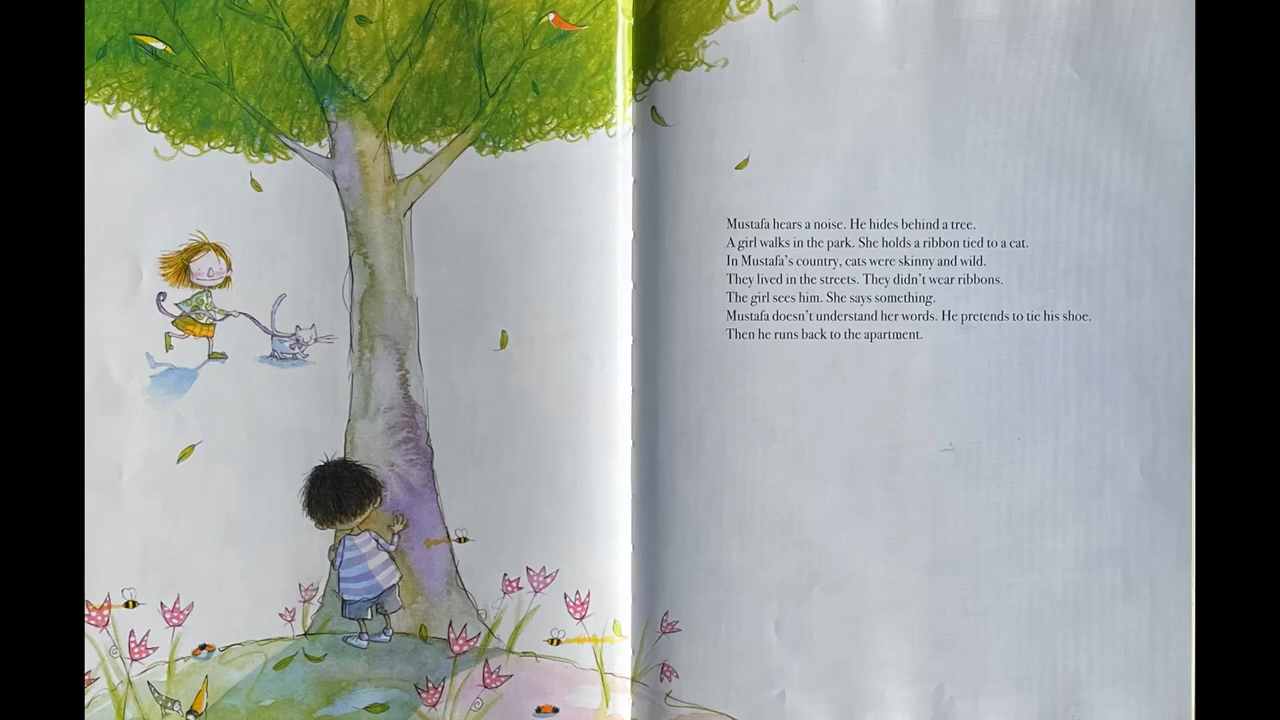 Mustafa hears a noise. He hides behind a tree.
A girl walks in the park. She holds a ribbon tied to a cat.
In Mustafa's country, cats were skinny and wild.
They lived in the streets. They didn't wear ribbons.
The girl sees him. She says something.
Mustafa doesn't understand her words. He pretends to tie his shoe.
Then he runs back to the apartment.